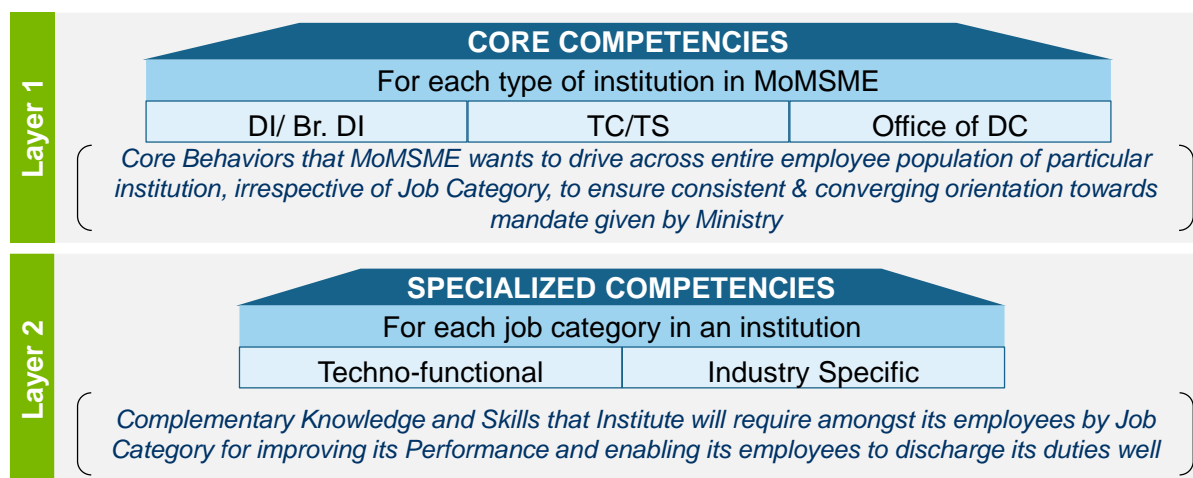 Layer 1
CORE COMPETENCIES
For each type of institution in MoMSME
DI/ Br. DI
TC/TS
Office of DC
Core Behaviors that MoMSME wants to drive across entire employee population of particular
institution, irrespective of Job Category, to ensure consistent & converging orientation towards
mandate given by Ministry
Layer 2
SPECIALIZED COMPETENCIES
For each job category in an institution
Techno-functional
Industry Specific
Complementary Knowledge and Skills that Institute will require amongst its employees by Job
Category for improving its Performance and enabling its employees to discharge its duties well